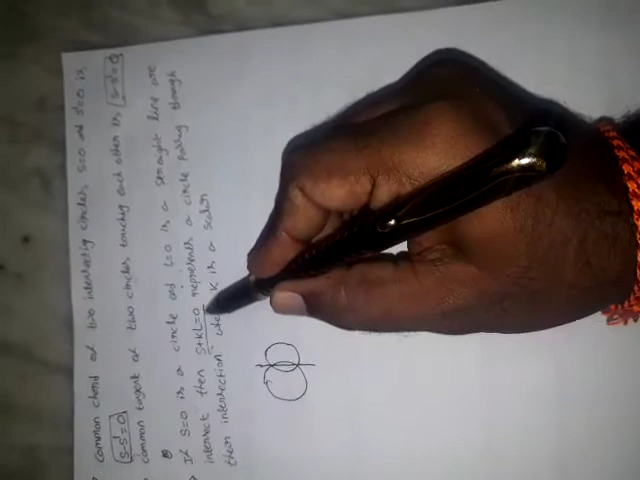 Common chord of two intersecting circles S=0 and S'=0 is
S-S'=0
common tangent of two circles touching each other is S-S'=0
If S=0 is a circle and L=0 is a straight line are
intersect then S+KL=0 represents a circle passing through
their intersection where K is a scalar